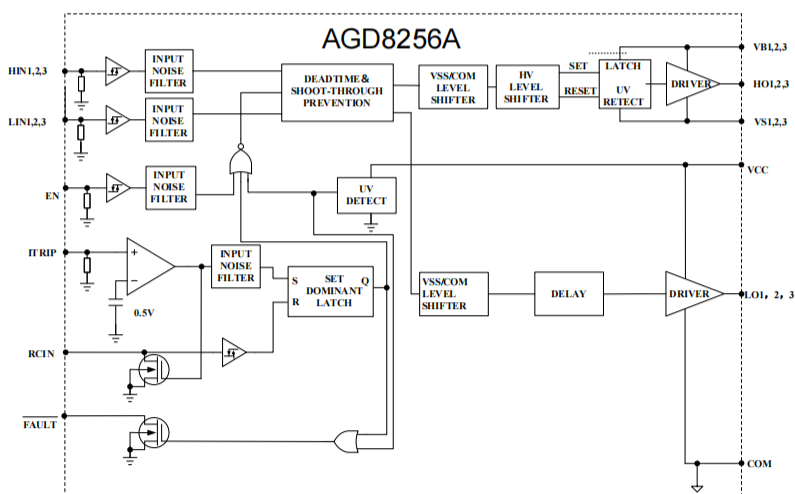 AGD8256A
HIN1,2,3
INPUT
NOISE
FILTER
DEADTIME&
SHOOT-THROUGH
PREVENTION
VSS/COM
LEVEL
SHIFTER
HV
LEVEL
SHIFTER
SET
RESET
LATCH
UV
RETECT
DRIVER
VB1,2,3
HO1,2,3
VS1,2,3
LIN1,2,3
INPUT
NOISE
FILTER
EN
INPUT
NOISE
FILTER
UV
DETECT
VCC
ITRIP
+
−
0.5V
INPUT
NOISE
FILTER
S
R
SET
DOMINANT
LATCH
Q
VSS/COM
LEVEL
SHIFTER
DELAY
DRIVER
LO1, 2, 3
RCIN
FAULT
COM